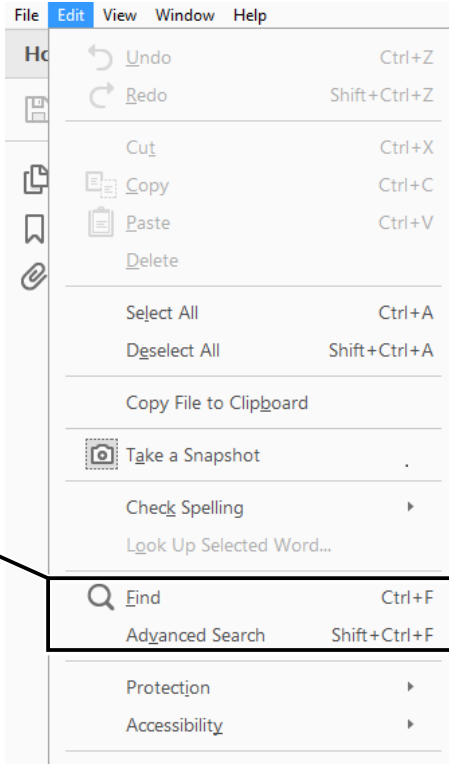 File Edit View Window Help
Ho
Undo Ctrl+Z
Redo Shift+Ctrl+Z
Cut Ctrl+X
Copy Ctrl+C
Paste Ctrl+V
Delete
Select All Ctrl+A
Deselect All Shift+Ctrl+A
Copy File to Clipboard
Take a Snapshot
Check Spelling
Look Up Selected Word...
Find Ctrl+F
Advanced Search Shift+Ctrl+F
Protection
Accessibility